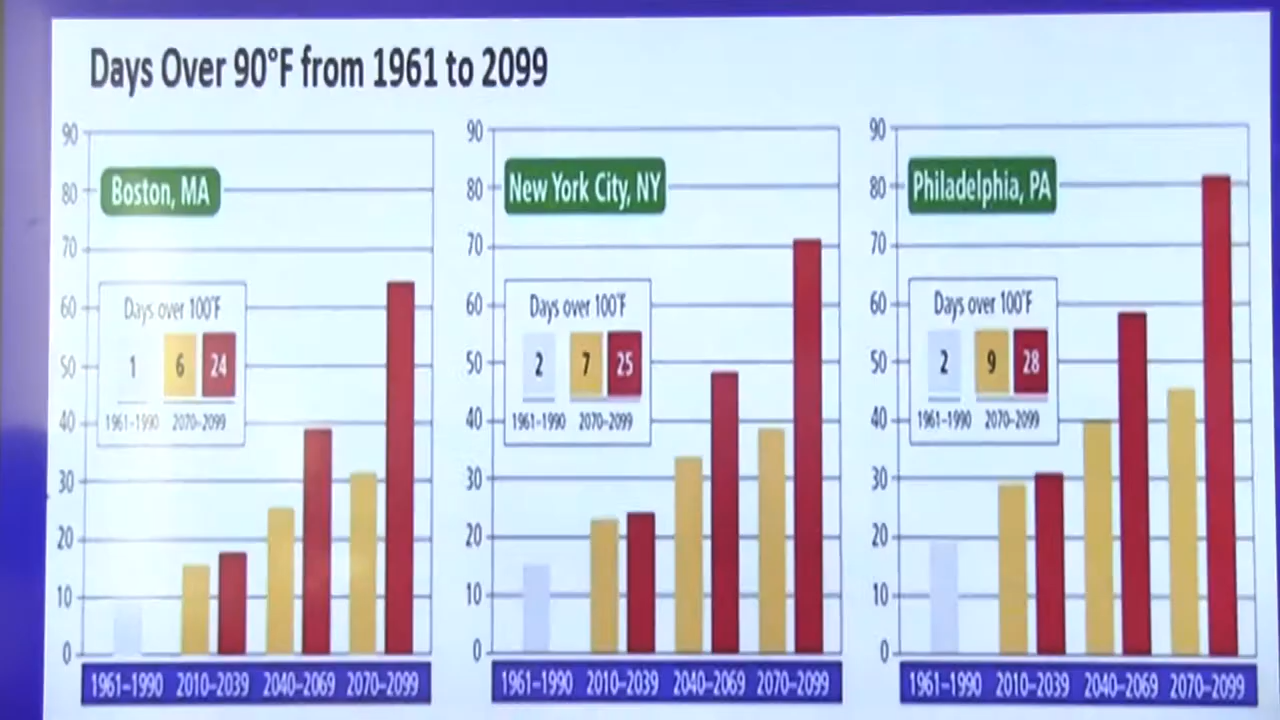 Days Over 90°F from 1961 to 2099
90
80
70
60
50
40
30
20
10
0
Boston, MA
Days over 100°F
1 6 24
1961–1990 2070–2099
1961–1990 2010–2039 2040–2069 2070–2099
90
80
70
60
50
40
30
20
10
0
New York City, NY
Days over 100°F
2 7 25
1961–1990 2070–2099
1961–1990 2010–2039 2040–2069 2070–2099
90
80
70
60
50
40
30
20
10
0
Philadelphia, PA
Days over 100°F
2 9 28
1961–1990 2070–2099
1961–1990 2010–2039 2040–2069 2070–2099